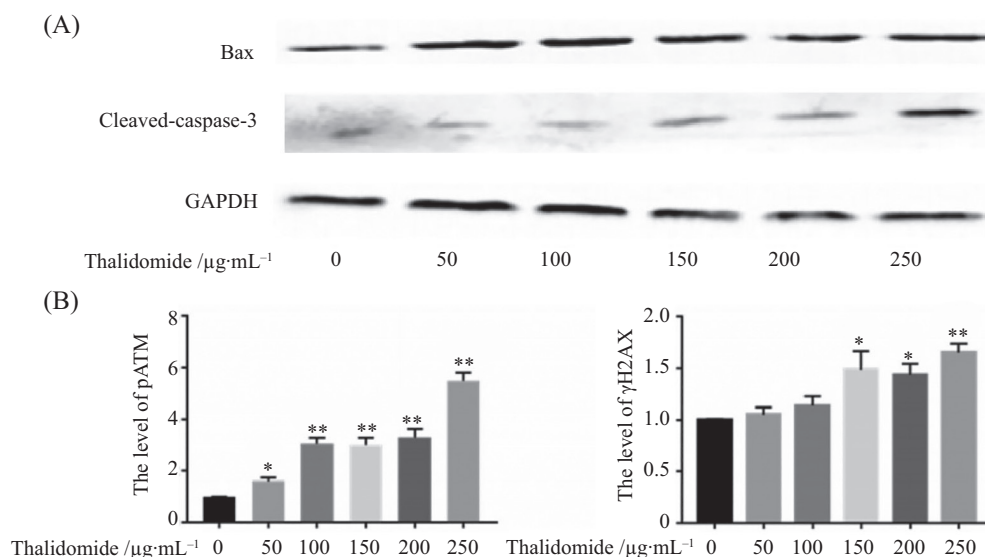 (A)
Bax
Cleaved-caspase-3
GAPDH
Thalidomide /μg·mL⁻¹ 0 50 100 150 200 250
(B)
The level of pATM
8
6
4
2
0
* ** ** ** **
Thalidomide /μg·mL⁻¹ 0 50 100 150 200 250
The level of γH2AX
2.0
1.5
1.0
0.5
0
* * **
Thalidomide /μg·mL⁻¹ 0 50 100 150 200 250